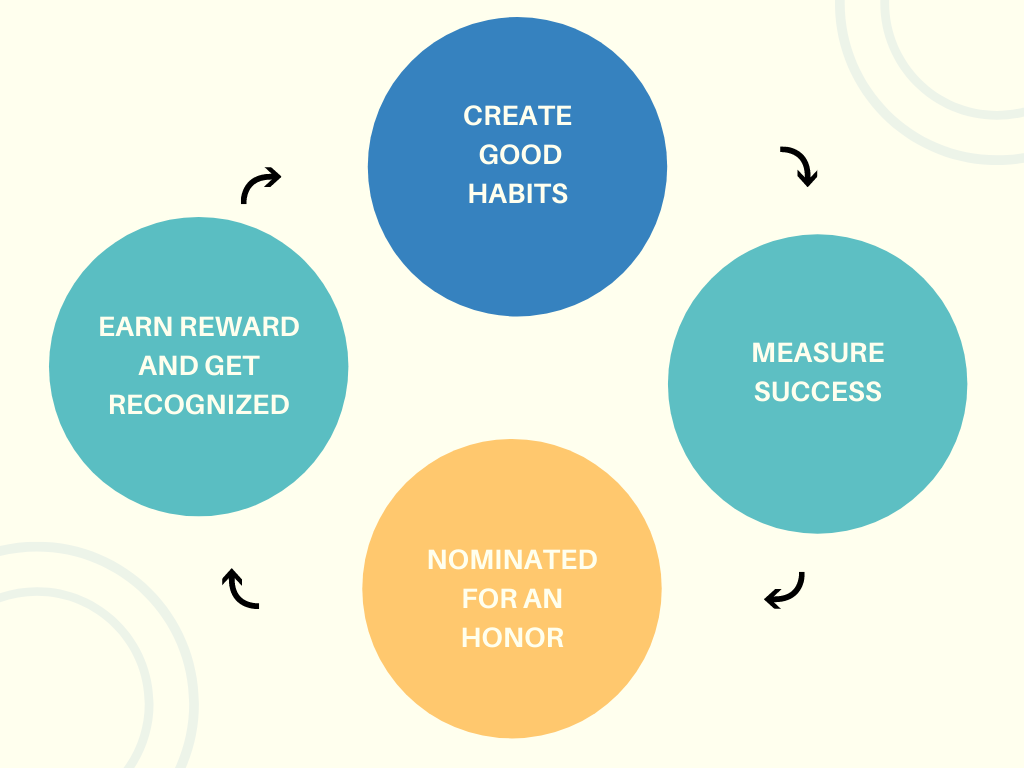 CREATE
GOOD
HABITS
MEASURE
SUCCESS
NOMINATED
FOR AN
HONOR
EARN REWARD
AND GET
RECOGNIZED